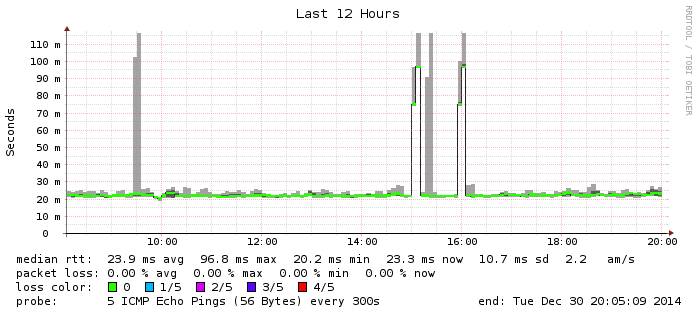 Last 12 Hours
RRDTOOL / TOBI OETIKER
Seconds
110 m
100 m
90 m
80 m
70 m
60 m
50 m
40 m
30 m
20 m
10 m
0
10:00 12:00 14:00 16:00 18:00 20:00
median rtt: 23.9 ms avg 96.8 ms max 20.2 ms min 23.3 ms now 10.7 ms sd 2.2 am/s
packet loss: 0.00 % avg 0.00 % max 0.00 % min 0.00 % now
loss color: 0 1/5 2/5 3/5 4/5
probe: 5 ICMP Echo Pings (56 Bytes) every 300s end: Tue Dec 30 20:05:09 2014